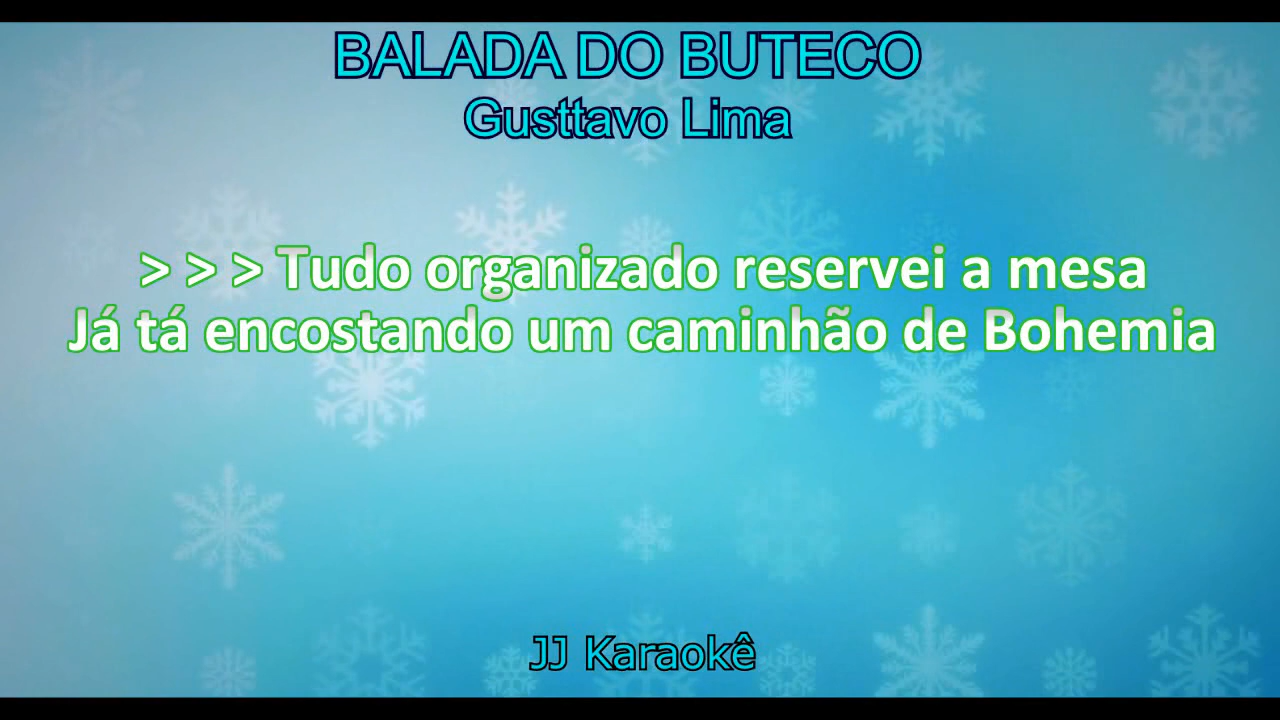 BALADA DO BUTECO
Gusttavo Lima
> > > Tudo organizado reservei a mesa
Já tá encostando um caminhão de Bohemia
JJ Karaokê